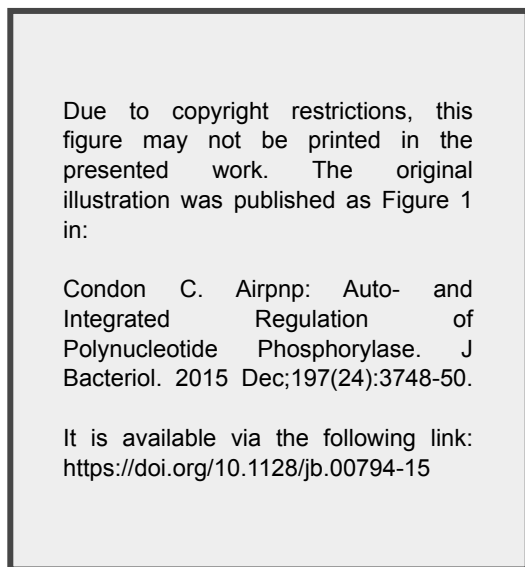 Due to copyright restrictions, this
figure may not be printed in the
presented work. The original
illustration was published as Figure 1
in:
Condon C. Airpnp: Auto- and
Integrated Regulation of
Polynucleotide Phosphorylase. J
Bacteriol. 2015 Dec;197(24):3748-50.
It is available via the following link:
https://doi.org/10.1128/jb.00794-15